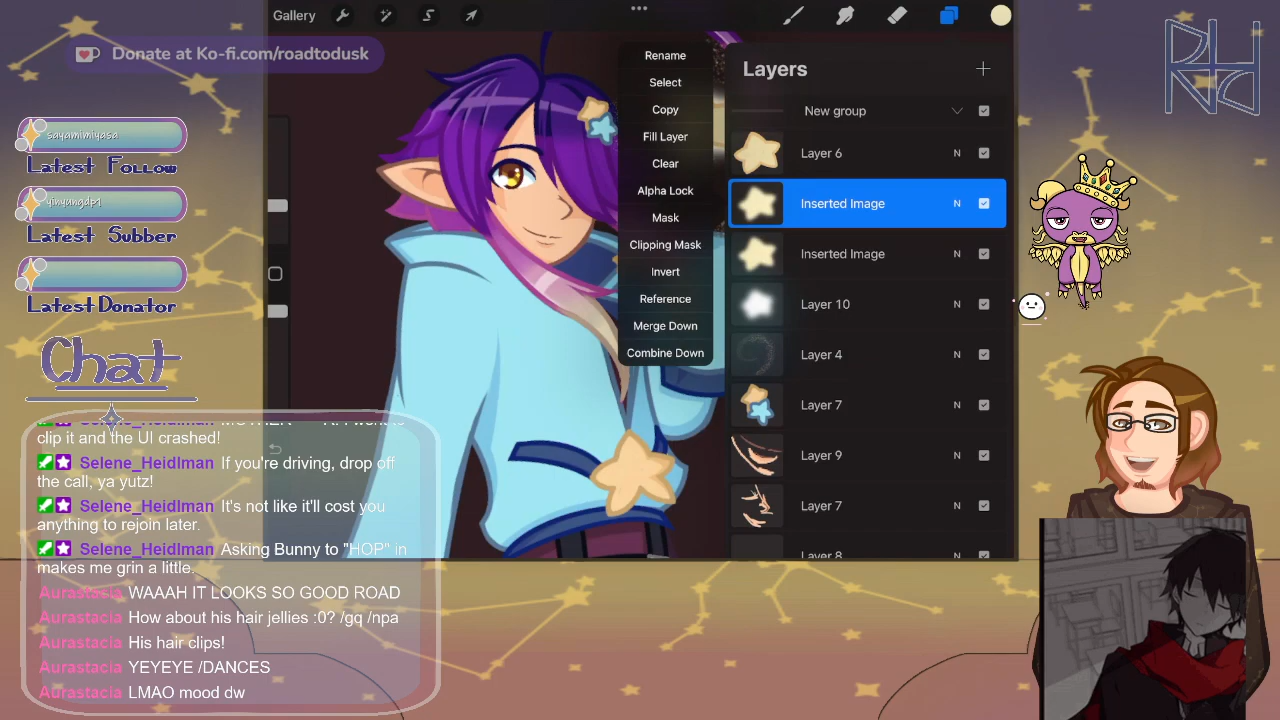 Gallery
Donate at Ko-fi.com/roadtodusk
sayamimiyasa
Latest Follow
yinyangdp1
Latest Subber
Latest Donator
Chat
clip it and the UI crashed!
Selene_Heidlman If you're driving, drop off
the call, ya yutz!
Selene_Heidlman It's not like it'll cost you
anything to rejoin later.
Selene_Heidlman Asking Bunny to "HOP" in
makes me grin a little.
Aurastacia WAAAH IT LOOKS SO GOOD ROAD
Aurastacia How about his hair jellies :0? /gq /npa
Aurastacia His hair clips!
Aurastacia YEYEYE /DANCES
Aurastacia LMAO mood dw
Rename
Select
Copy
Fill Layer
Clear
Alpha Lock
Mask
Clipping Mask
Invert
Reference
Merge Down
Combine Down
Layers
New group
Layer 6 N
Inserted Image N
Inserted Image N
Layer 10 N
Layer 4 N
Layer 7 N
Layer 9 N
Layer 7 N
Layer 8 N